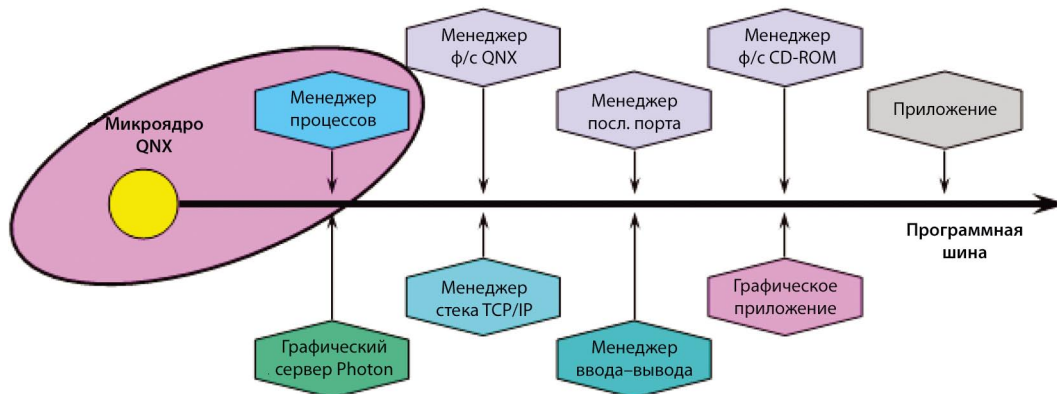 Менеджер
ф/с QNX
Менеджер
ф/с CD-ROM
Менеджер
процессов
Менеджер
посл. порта
Приложение
Микроядро
QNX
Программная
шина
Менеджер
стека TCP/IP
Графическое
приложение
Графический
сервер Photon
Менеджер
ввода–вывода